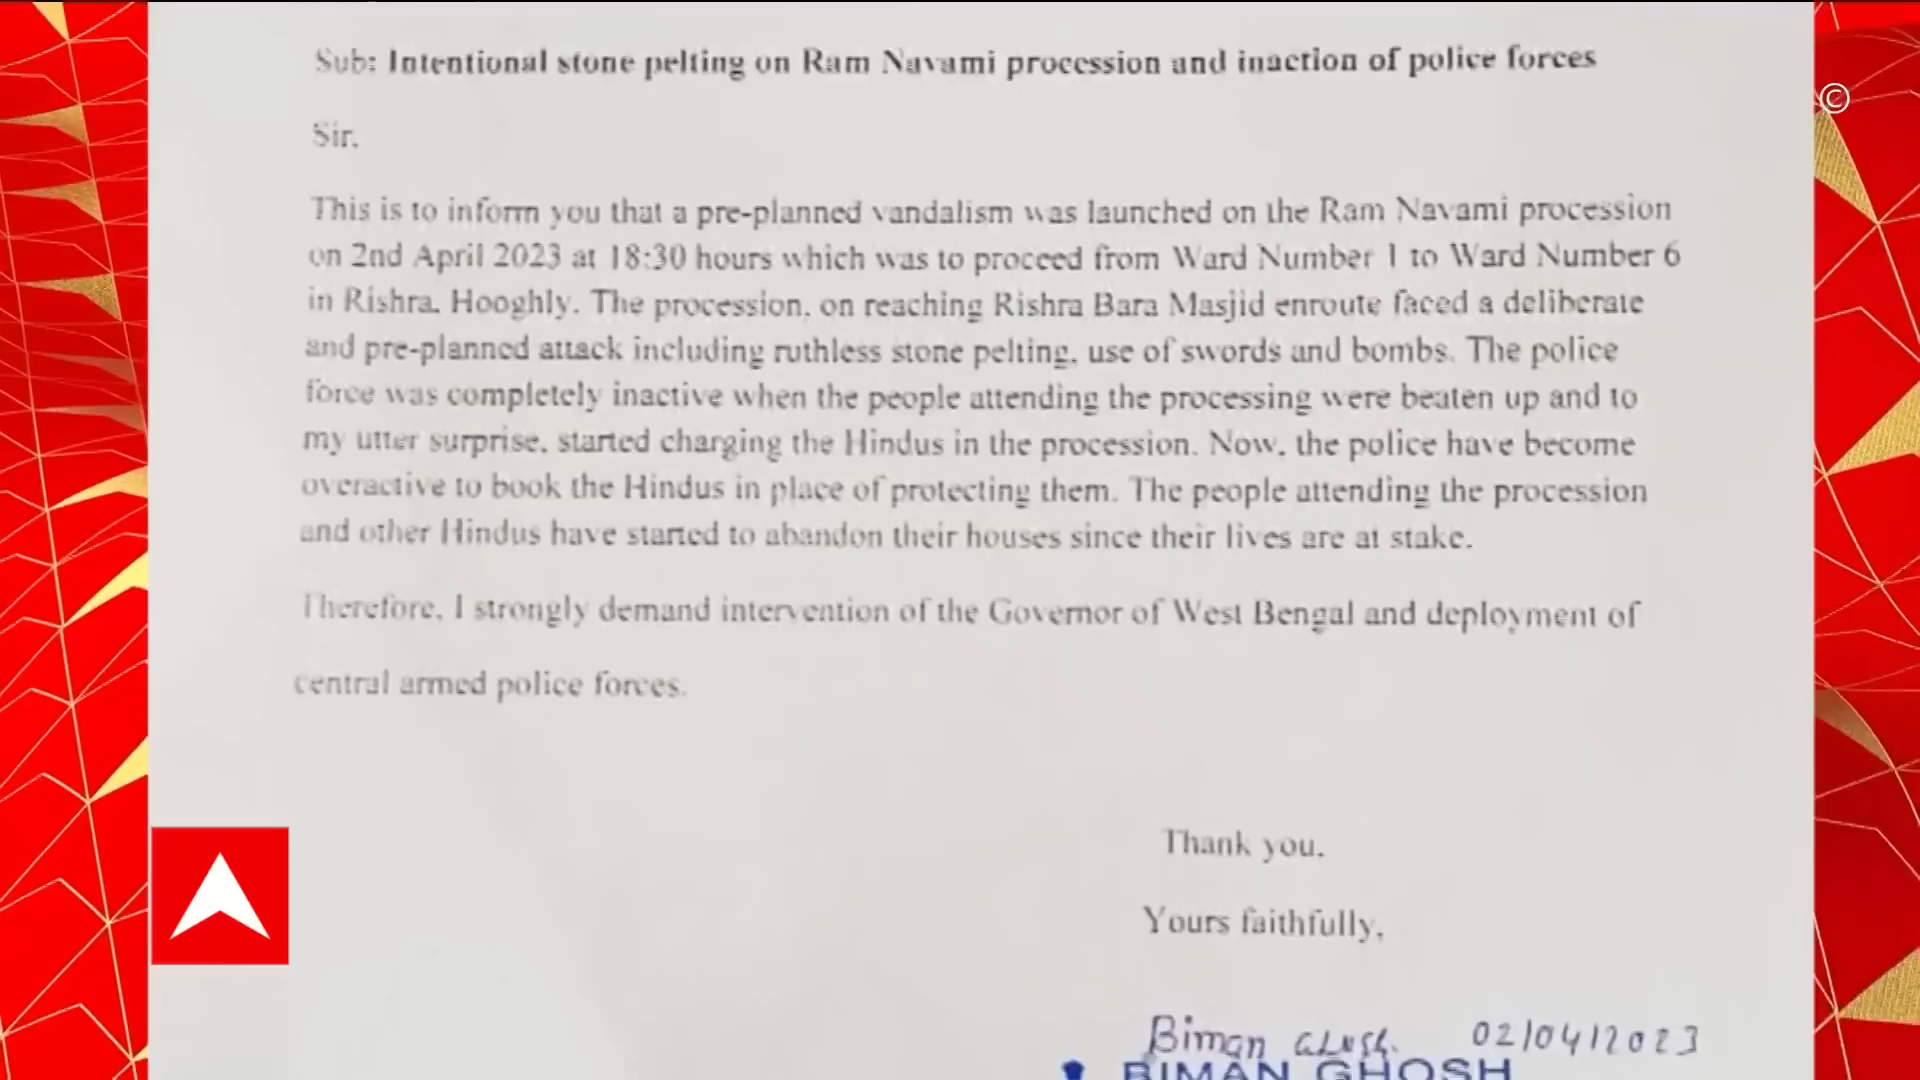 ©
Sub: Intentional stone pelting on Ram Navami procession and inaction of police forces
Sir.
This is to inform you that a pre-planned vandalism was launched on the Ram Navami procession
on 2nd April 2023 at 18:30 hours which was to proceed from Ward Number 1 to Ward Number 6
in Rishra, Hooghly. The procession, on reaching Rishra Bara Masjid enroute faced a deliberate
and pre-planned attack including ruthless stone pelting, use of swords and bombs. The police
force was completely inactive when the people attending the processing were beaten up and to
my utter surprise, started charging the Hindus in the procession. Now, the police have become
overactive to book the Hindus in place of protecting them. The people attending the procession
and other Hindus have started to abandon their houses since their lives are at stake.
Therefore, I strongly demand intervention of the Governor of West Bengal and deployment of
central armed police forces.
Thank you.
Yours faithfully,
Biman Ghosh. 02/04/2023
BIMAN GHOSH